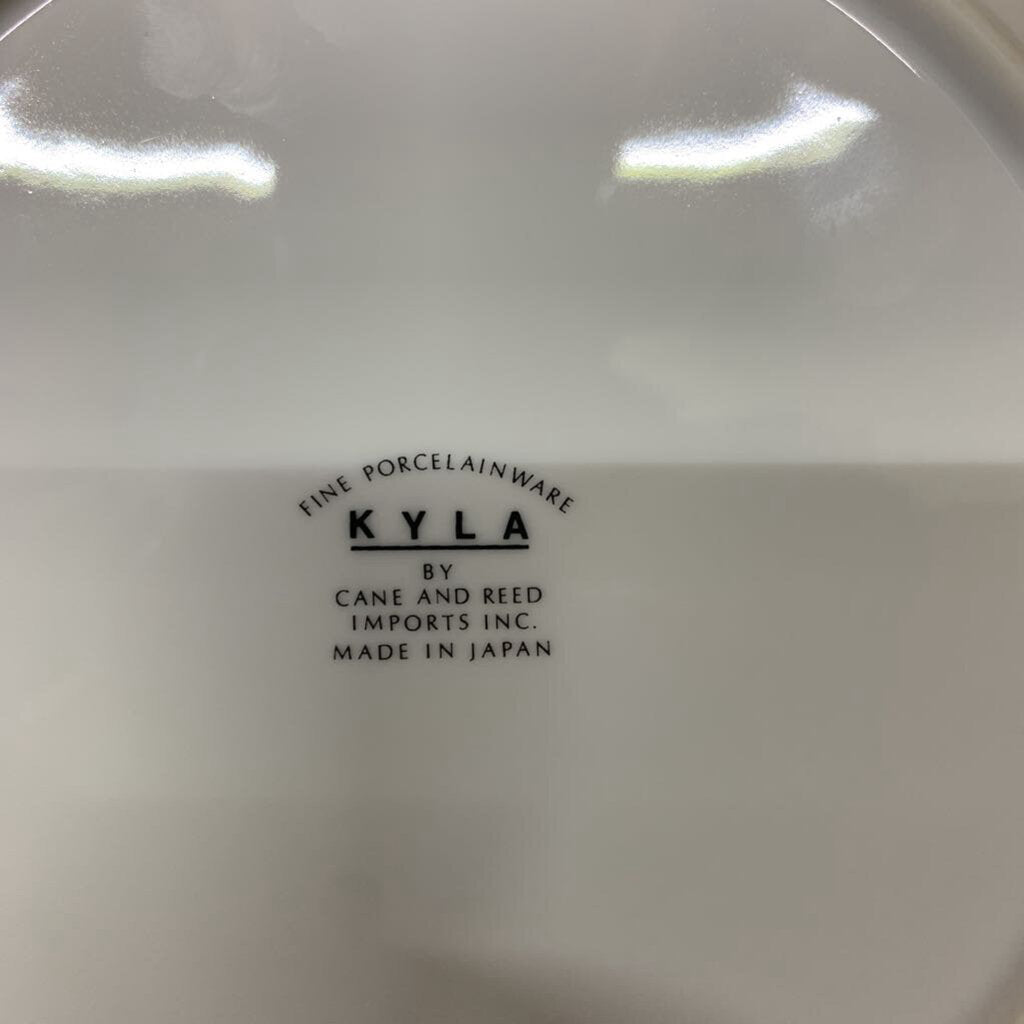 FINE PORCELAINWARE
KYLA
BY
CANE AND REED
IMPORTS INC.
MADE IN JAPAN